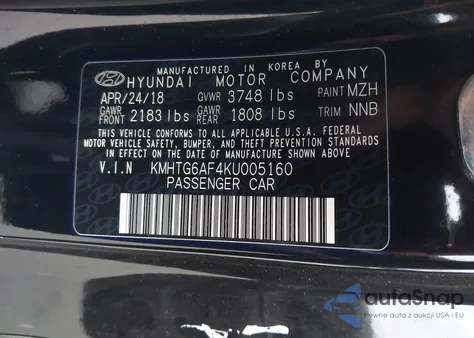 MANUFACTURED IN KOREA BY
HYUNDAI MOTOR COMPANY
APR/24/18 GVWR 3748 lbs PAINT MZH
GAWR FRONT 2183 lbs GAWR REAR 1808 lbs TRIM NNB
THIS VEHICLE CONFORMS TO ALL APPLICABLE U.S.A. FEDERAL
MOTOR VEHICLE SAFETY, BUMPER, AND THEFT PREVENTION STANDARDS
IN EFFECT ON THE DATE OF MANUFACTURE SHOWN ABOVE
V.I.N KMHTG6AF4KU005160
PASSENGER CAR
autoSnap
Pewne auta z aukcji USA i EU